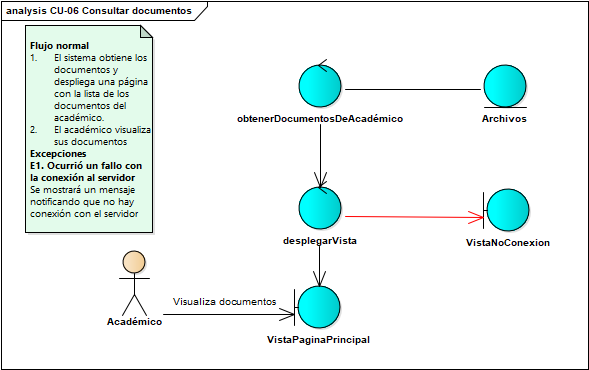 analysis CU-06 Consultar documentos
Flujo normal
1. El sistema obtiene los
documentos y
despliega una página
con la lista de los
documentos del
académico.
2. El académico visualiza
sus documentos
Excepciones
E1. Ocurrió un fallo con
la conexión al servidor
Se mostrará un mensaje
notificando que no hay
conexión con el servidor
obtenerDocumentosDeAcadémico
Archivos
desplegarVista
VistaNoConexion
Visualiza documentos
Académico
VistaPaginaPrincipal